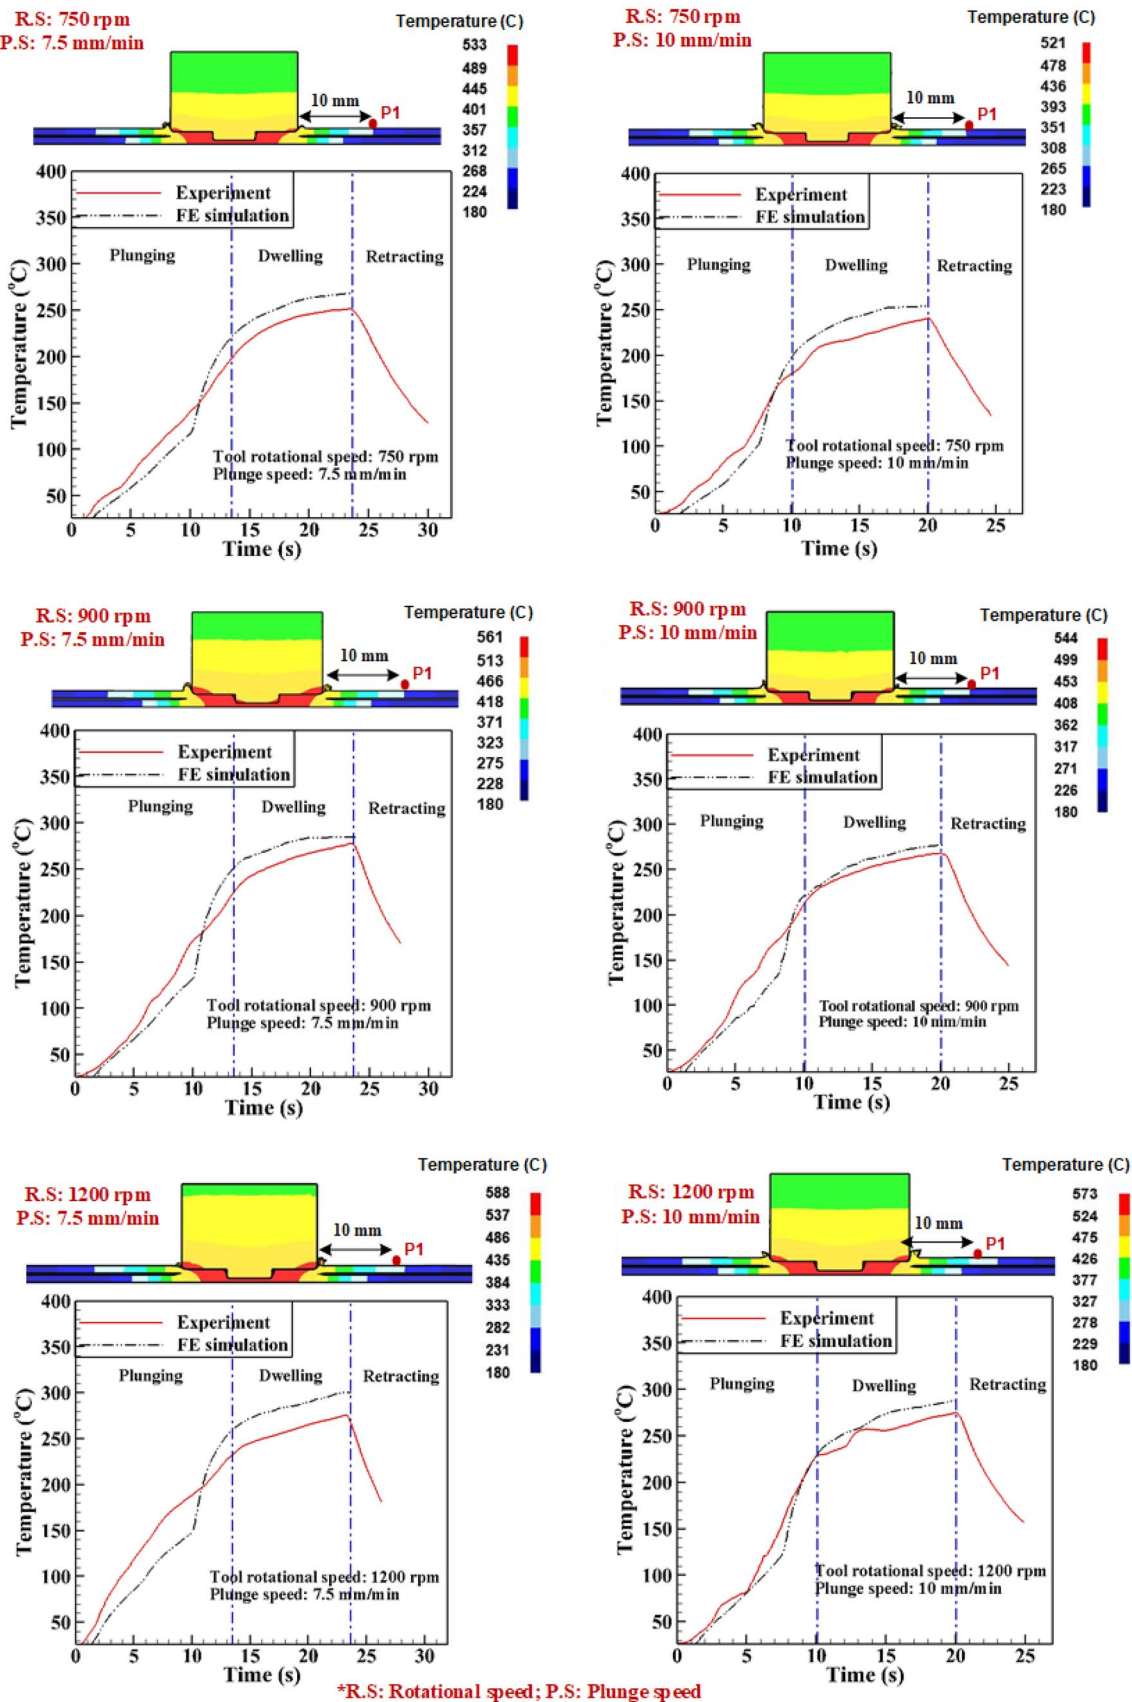 R.S: 750 rpm
P.S: 7.5 mm/min
Temperature (C)
533
489
445
401
357
312
268
224
180
10 mm
P1
400
350
300
250
200
150
100
50
Temperature (°C)
Experiment
FE simulation
Plunging
Dwelling
Retracting
Tool rotational speed: 750 rpm
Plunge speed: 7.5 mm/min
0 5 10 15 20 25 30
Time (s)
R.S: 750 rpm
P.S: 10 mm/min
Temperature (C)
521
478
436
393
351
308
265
223
180
10 mm
P1
400
350
300
250
200
150
100
50
Temperature (°C)
Experiment
FE simulation
Plunging
Dwelling
Retracting
Tool rotational speed: 750 rpm
Plunge speed: 10 mm/min
0 5 10 15 20 25
Time (s)
R.S: 900 rpm
P.S: 7.5 mm/min
Temperature (C)
561
513
466
418
371
323
275
228
180
10 mm
P1
400
350
300
250
200
150
100
50
Temperature (°C)
Experiment
FE simulation
Plunging
Dwelling
Retracting
Tool rotational speed: 900 rpm
Plunge speed: 7.5 mm/min
0 5 10 15 20 25 30
Time (s)
R.S: 900 rpm
P.S: 10 mm/min
Temperature (C)
544
499
453
408
362
317
271
226
180
10 mm
P1
400
350
300
250
200
150
100
50
Temperature (°C)
Experiment
FE simulation
Plunging
Dwelling
Retracting
Tool rotational speed: 900 rpm
Plunge speed: 10 mm/min
0 5 10 15 20 25
Time (s)
R.S: 1200 rpm
P.S: 7.5 mm/min
Temperature (C)
588
537
486
435
384
333
282
231
180
10 mm
P1
400
350
300
250
200
150
100
50
Temperature (°C)
Experiment
FE simulation
Plunging
Dwelling
Retracting
Tool rotational speed: 1200 rpm
Plunge speed: 7.5 mm/min
0 5 10 15 20 25 30
Time (s)
R.S: 1200 rpm
P.S: 10 mm/min
Temperature (C)
573
524
475
426
377
327
278
229
180
10 mm
P1
400
350
300
250
200
150
100
50
Temperature (°C)
Experiment
FE simulation
Plunging
Dwelling
Retracting
Tool rotational speed: 1200 rpm
Plunge speed: 10 mm/min
0 5 10 15 20 25
Time (s)
*R.S: Rotational speed; P.S: Plunge speed